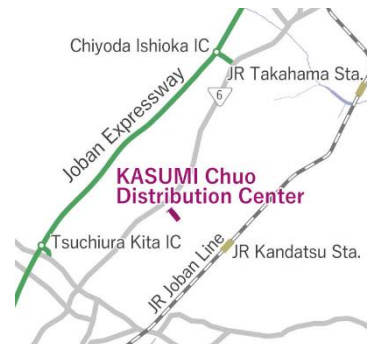 Chiyoda Ishioka IC
JR Takahama Sta.
6
Joban Expressway
KASUMI Chuo
Distribution Center
Tsuchiura Kita IC
JR Joban Line
JR Kandatsu Sta.